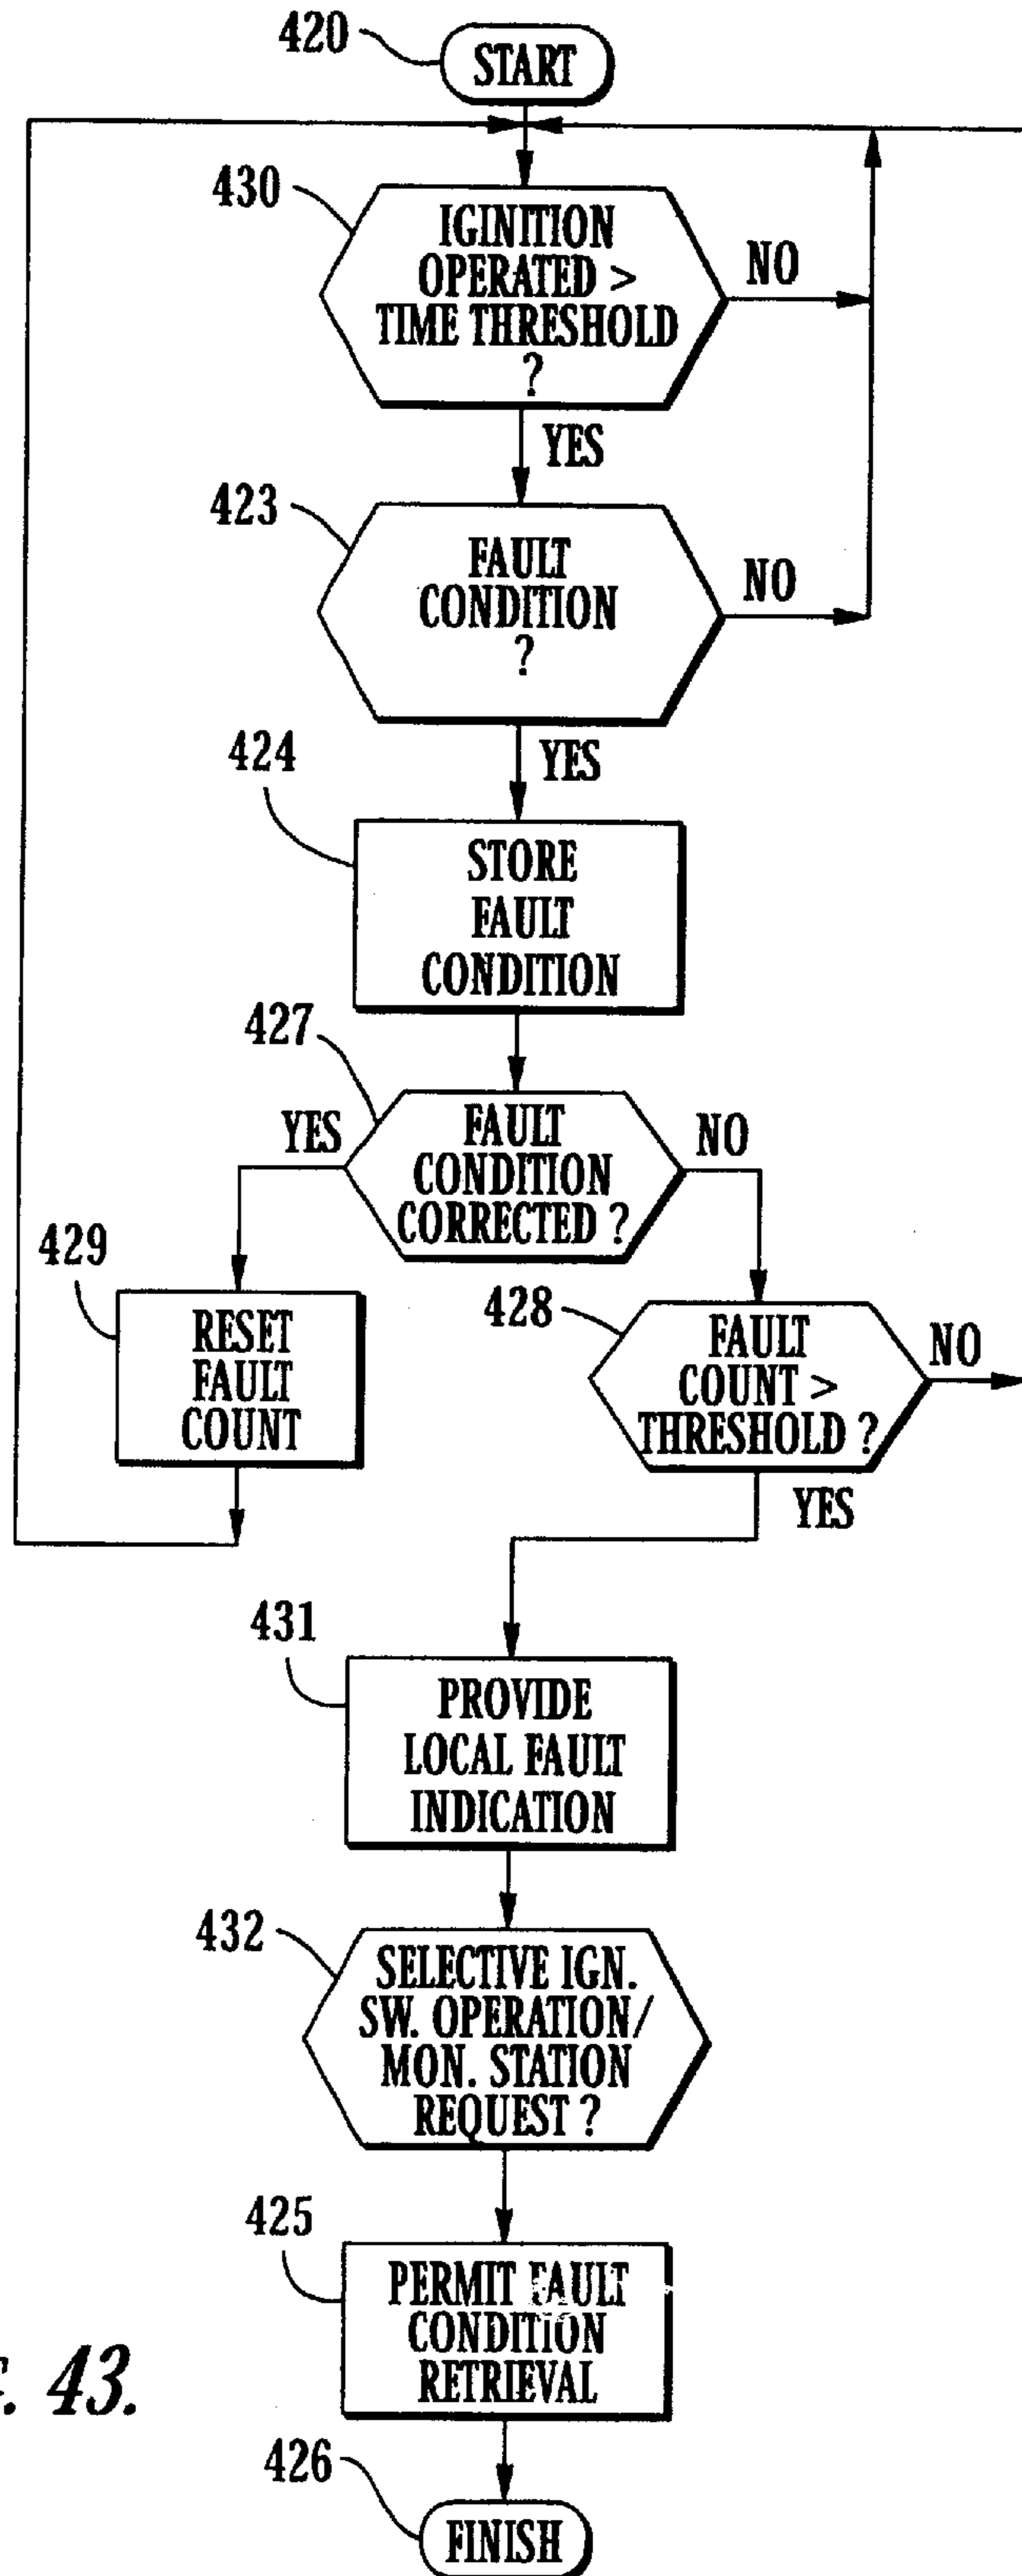 420
START
430
IGINITION
OPERATED >
TIME THRESHOLD
?
NO
YES
423
FAULT
CONDITION
?
NO
YES
424
STORE
FAULT
CONDITION
427
YES
FAULT
CONDITION
CORRECTED ?
NO
429
RESET
FAULT
COUNT
428
FAULT
COUNT >
THRESHOLD ?
NO
YES
431
PROVIDE
LOCAL FAULT
INDICATION
432
SELECTIVE IGN.
SW. OPERATION/
MON. STATION
REQUEST ?
425
PERMIT FAULT
CONDITION
RETRIEVAL
43.
426
FINISH